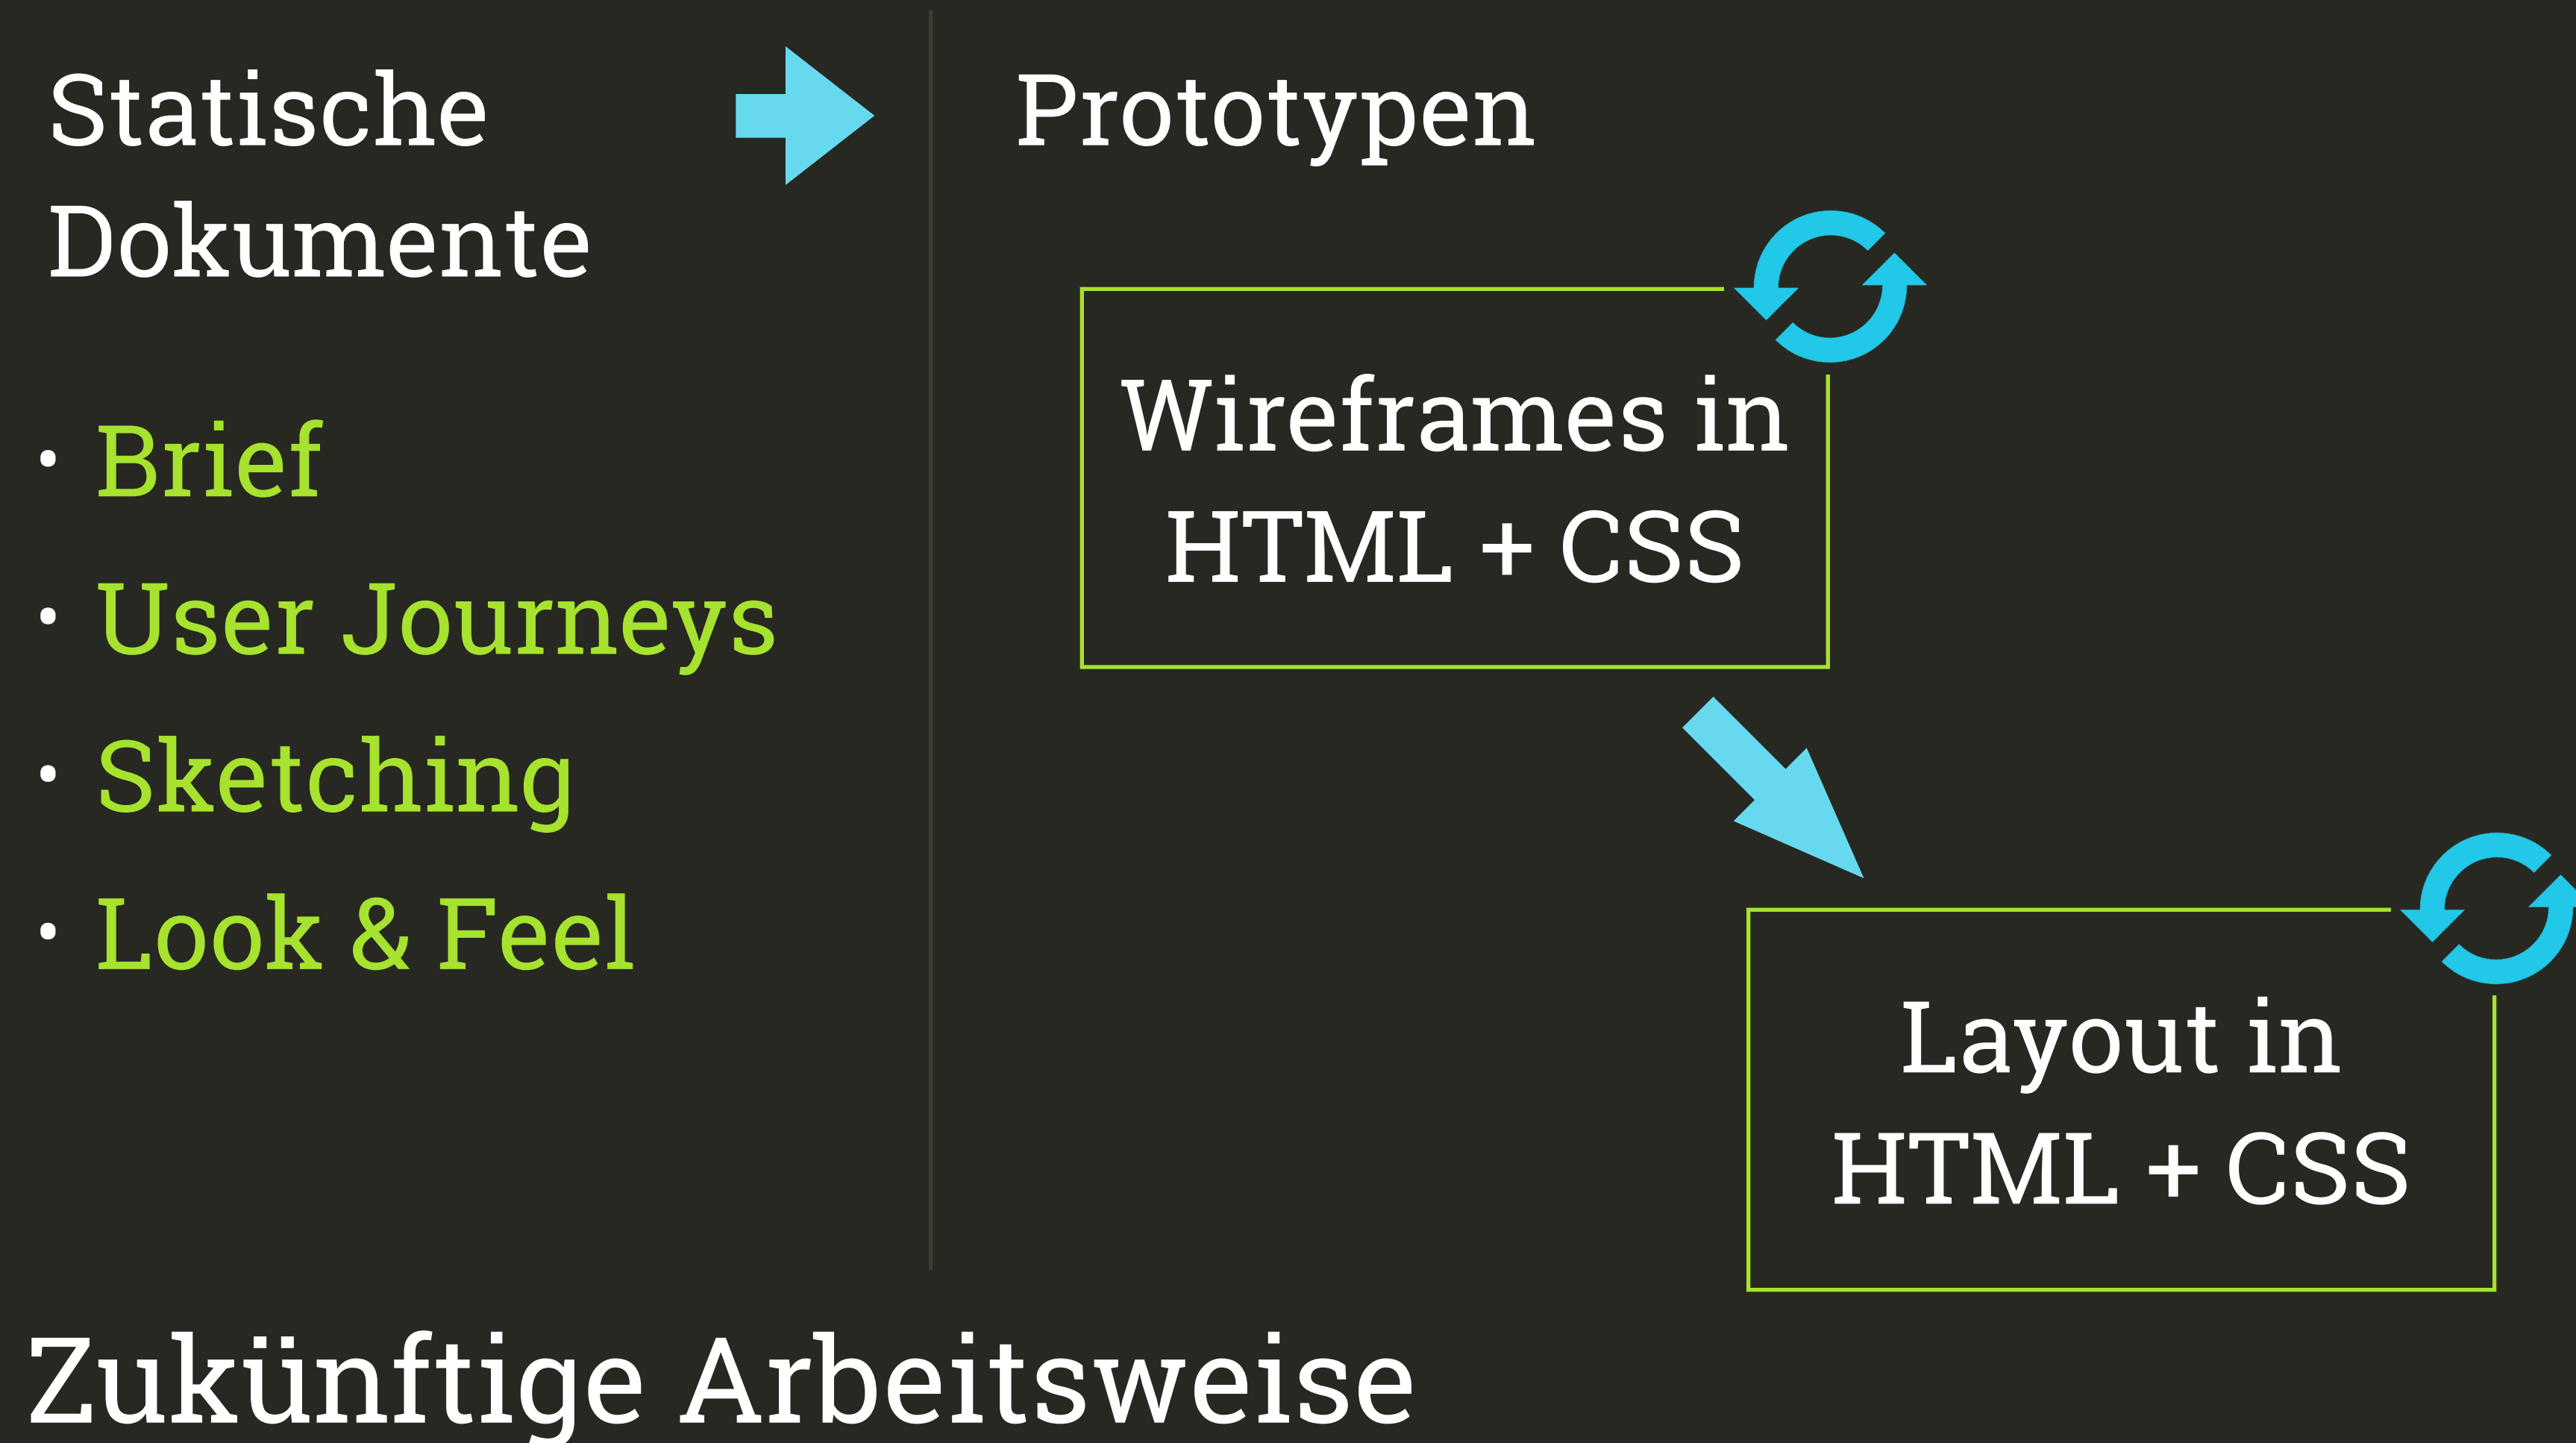 Statische
Dokumente
• Brief
• User Journeys
• Sketching
• Look & Feel
Prototypen
Wireframes in
HTML + CSS
Layout in
HTML + CSS
Zukünftige Arbeitsweise